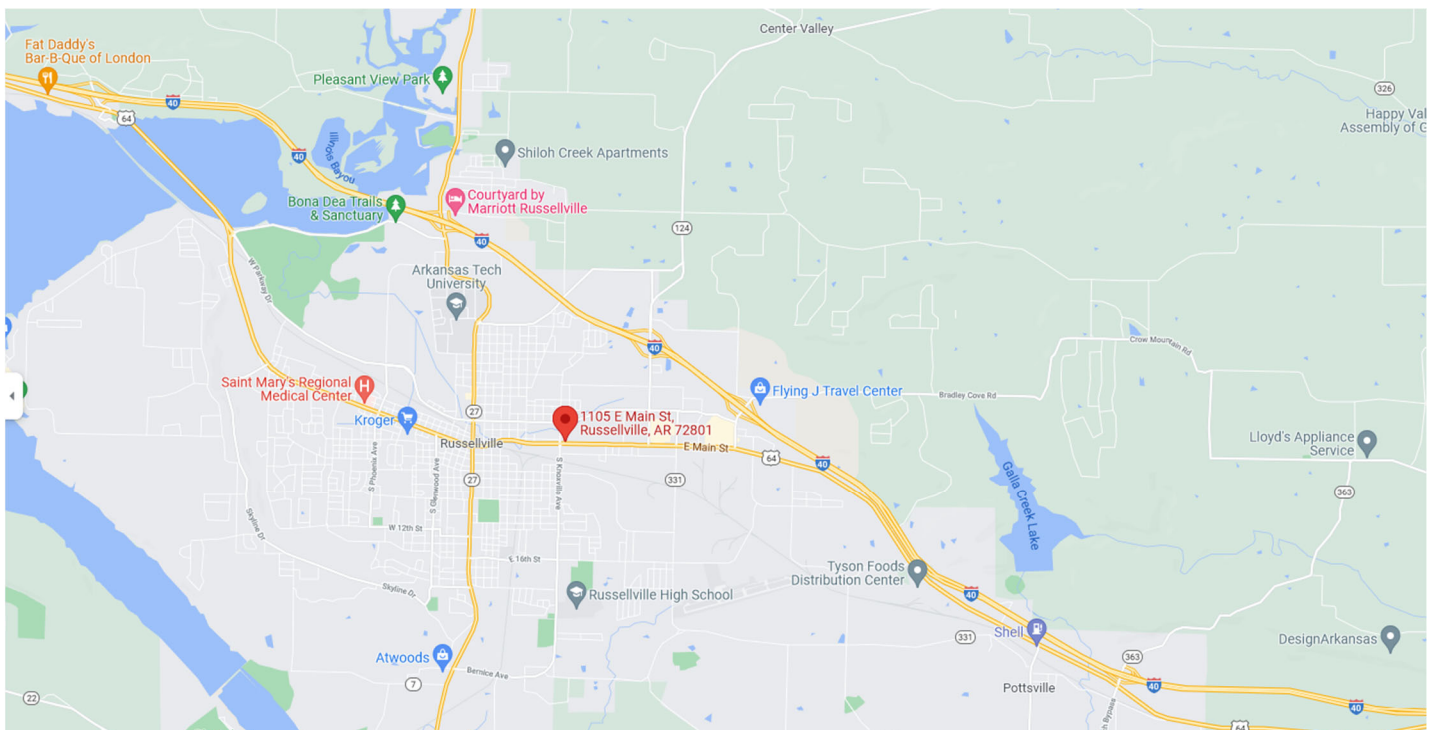 Center Valley
Fat Daddy's
Bar-B-Que of London
Pleasant View Park
326
40
64
Happy Val
Assembly of G
40
Illinois
Bayou
Shiloh Creek Apartments
Bona Dea Trails
& Sanctuary
Courtyard by
Marriott Russellville
124
40
W Parkway Dr
Arkansas Tech
University
40
Crow Mountain Rd
Saint Mary's Regional
Medical Center
Flying J Travel Center
Bradley Cove Rd
Kroger
27
1105 E Main St,
Russellville, AR 72801
Russellville
E Main St
64
40
Lloyd's Appliance
Service
S Phoenix Ave
S Glenwood Ave
27
S Knoxville Ave
331
363
Galla Creek Lake
Skyline Dr
W 12th St
E 16th St
Tyson Foods
Distribution Center
Skyline Dr
Russellville High School
40
Shell
331
DesignArkansas
Atwoods
363
Bernice Ave
7
Pottsville
40
22
40
h Bypass
64